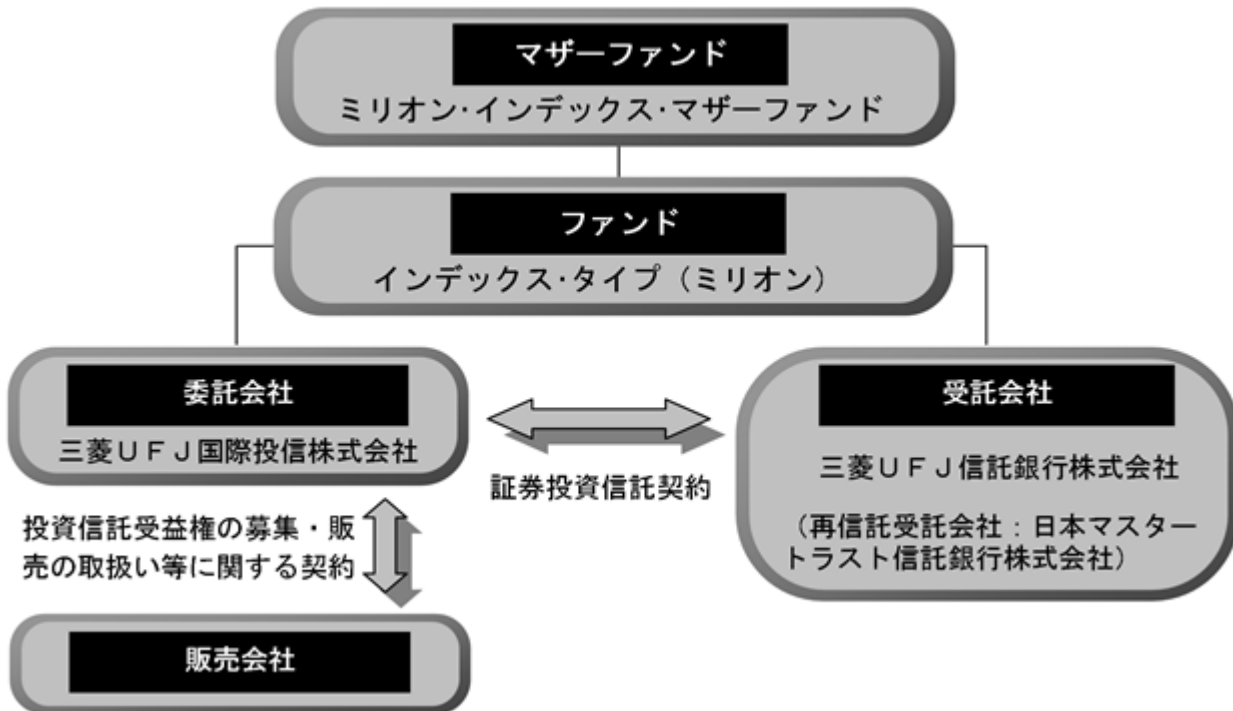 マザーファンド
ミリオン・インデックス・マザーファンド
ファンド
インデックス・タイプ（ミリオン）
委託会社
三菱ＵＦＪ国際投信株式会社
証券投資信託契約
受託会社
三菱ＵＦＪ信託銀行株式会社
（再信託受託会社：日本マスター
トラスト信託銀行株式会社）
投資信託受益権の募集・販
売の取扱い等に関する契約
販売会社